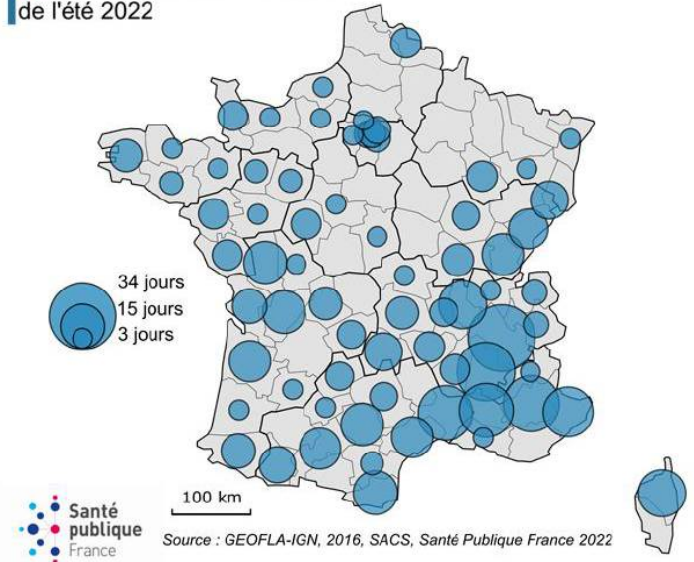 de l'été 2022
34 jours
15 jours
3 jours
100 km
Santé
publique
France
Source : GEOFLA-IGN, 2016, SACS, Santé Publique France 2022